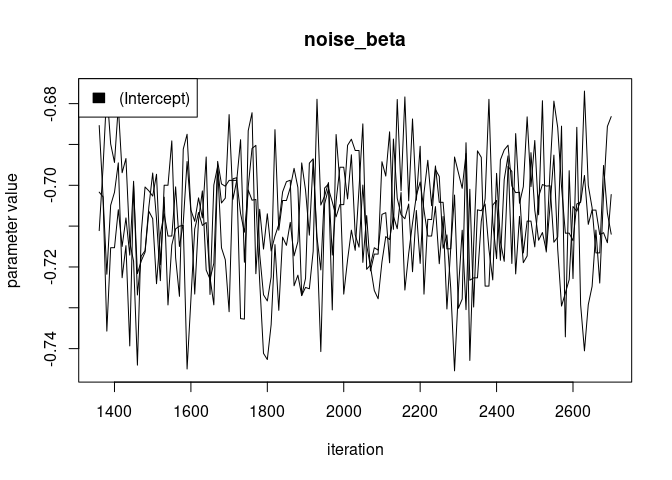 noise_beta
(Intercept)
parameter value
-0.68
-0.70
-0.72
-0.74
1400 1600 1800 2000 2200 2400 2600
iteration